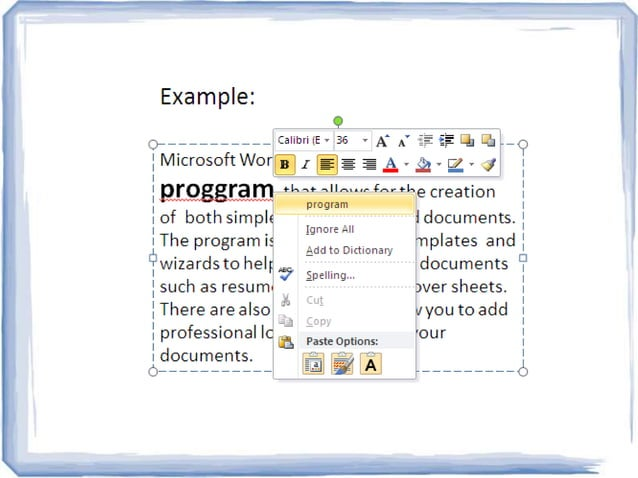 Example:
Calibri (E 36 A A
B I A
Microsoft Wor
proggram that allows for the creation
program
of both simple d documents.
Ignore All
The program is mplates and
Add to Dictionary
wizards to help documents
Spelling...
such as resum over sheets.
Cut
There are also w you to add
Copy
professional lo your
Paste Options:
documents.
A